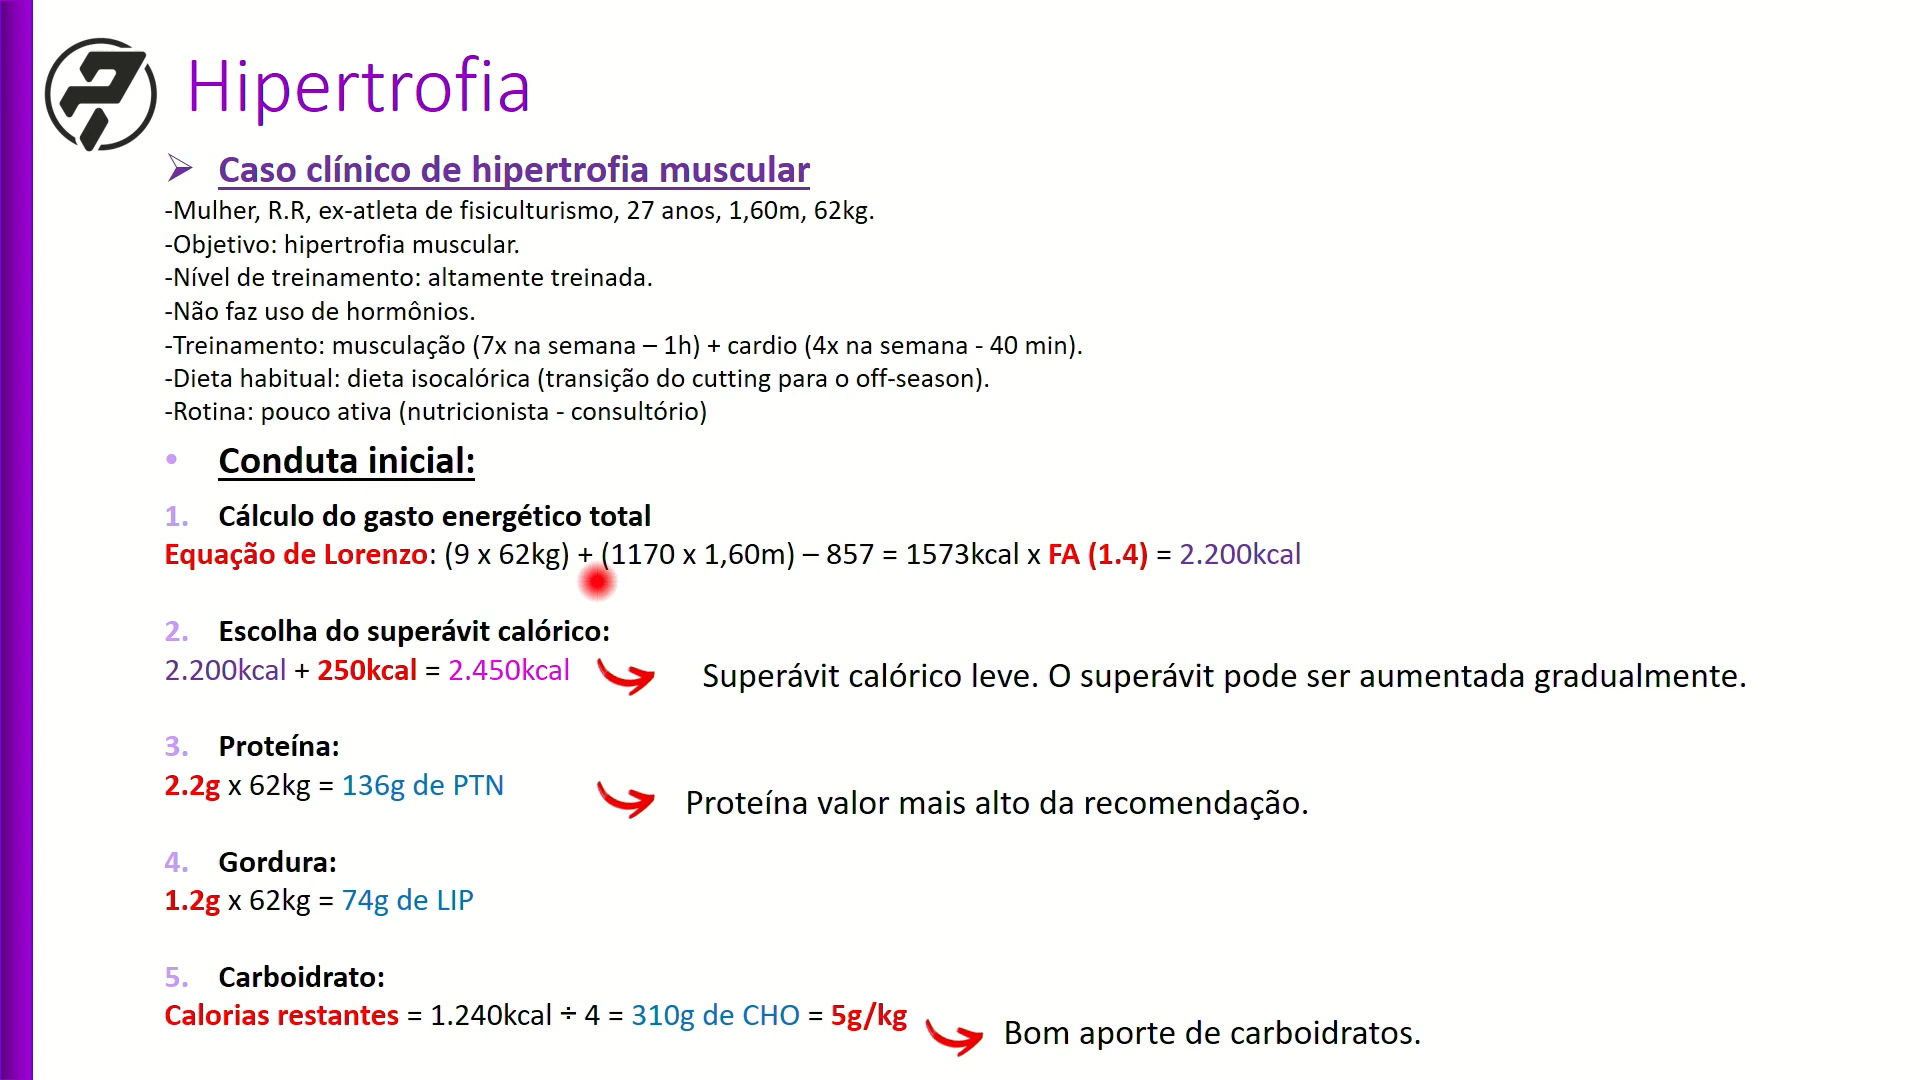 Hipertrofia
➢ Caso clínico de hipertrofia muscular
-Mulher, R.R, ex-atleta de fisiculturismo, 27 anos, 1,60m, 62kg.
-Objetivo: hipertrofia muscular.
-Nível de treinamento: altamente treinada.
-Não faz uso de hormônios.
-Treinamento: musculação (7x na semana – 1h) + cardio (4x na semana - 40 min).
-Dieta habitual: dieta isocalórica (transição do cutting para o off-season).
-Rotina: pouco ativa (nutricionista - consultório)
• Conduta inicial:
1. Cálculo do gasto energético total
Equação de Lorenzo: (9 x 62kg) + (1170 x 1,60m) – 857 = 1573kcal x FA (1.4) = 2.200kcal
2. Escolha do superávit calórico:
2.200kcal + 250kcal = 2.450kcal
Superávit calórico leve. O superávit pode ser aumentada gradualmente.
3. Proteína:
2.2g x 62kg = 136g de PTN
Proteína valor mais alto da recomendação.
4. Gordura:
1.2g x 62kg = 74g de LIP
5. Carboidrato:
Calorias restantes = 1.240kcal ÷ 4 = 310g de CHO = 5g/kg
Bom aporte de carboidratos.